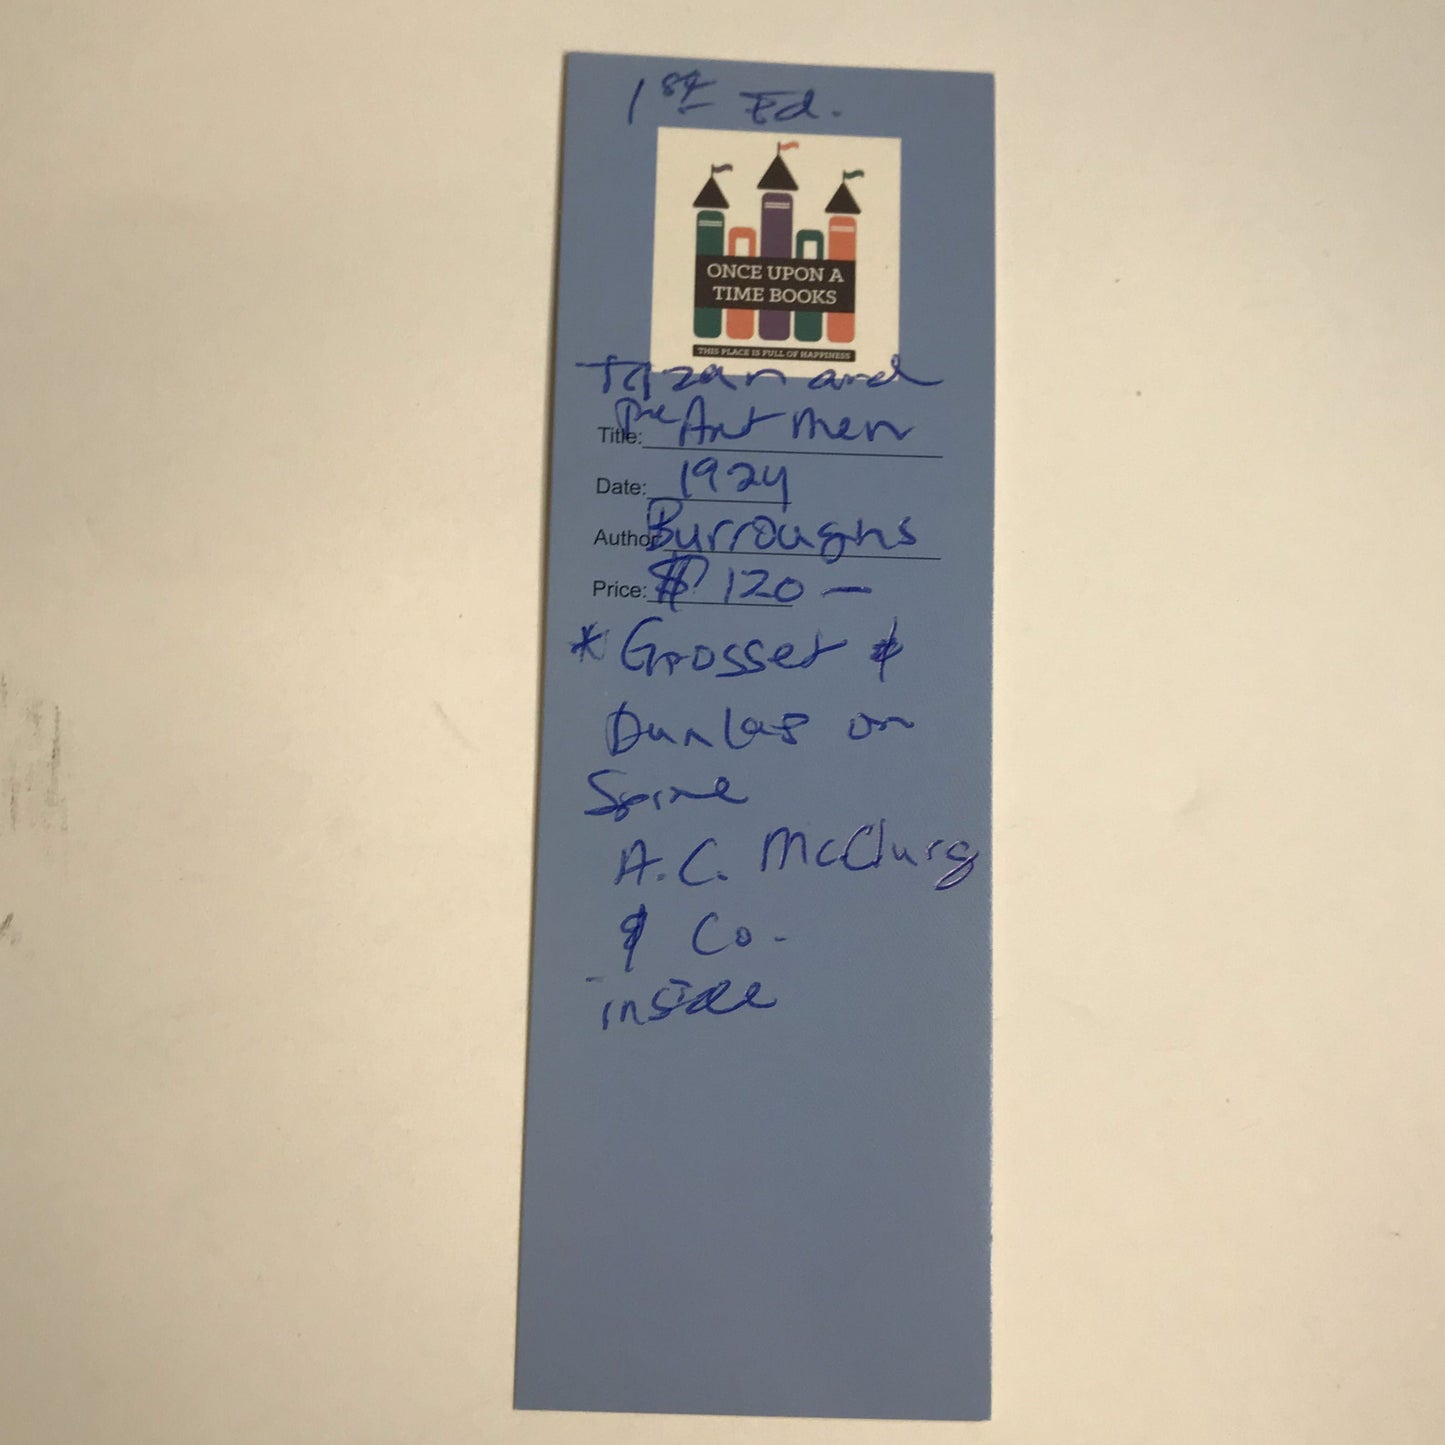 1st Ed.
ONCE UPON A
TIME BOOKS
THIS PLACE IS FULL OF HAPPINESS
Tarzan and
Title: the Ant Men
Date: 1924
Author: Burroughs
Price: $ 120 —
* Grosset &
Dunlap on
Spine
A.C. McClurg
& Co.
- inside